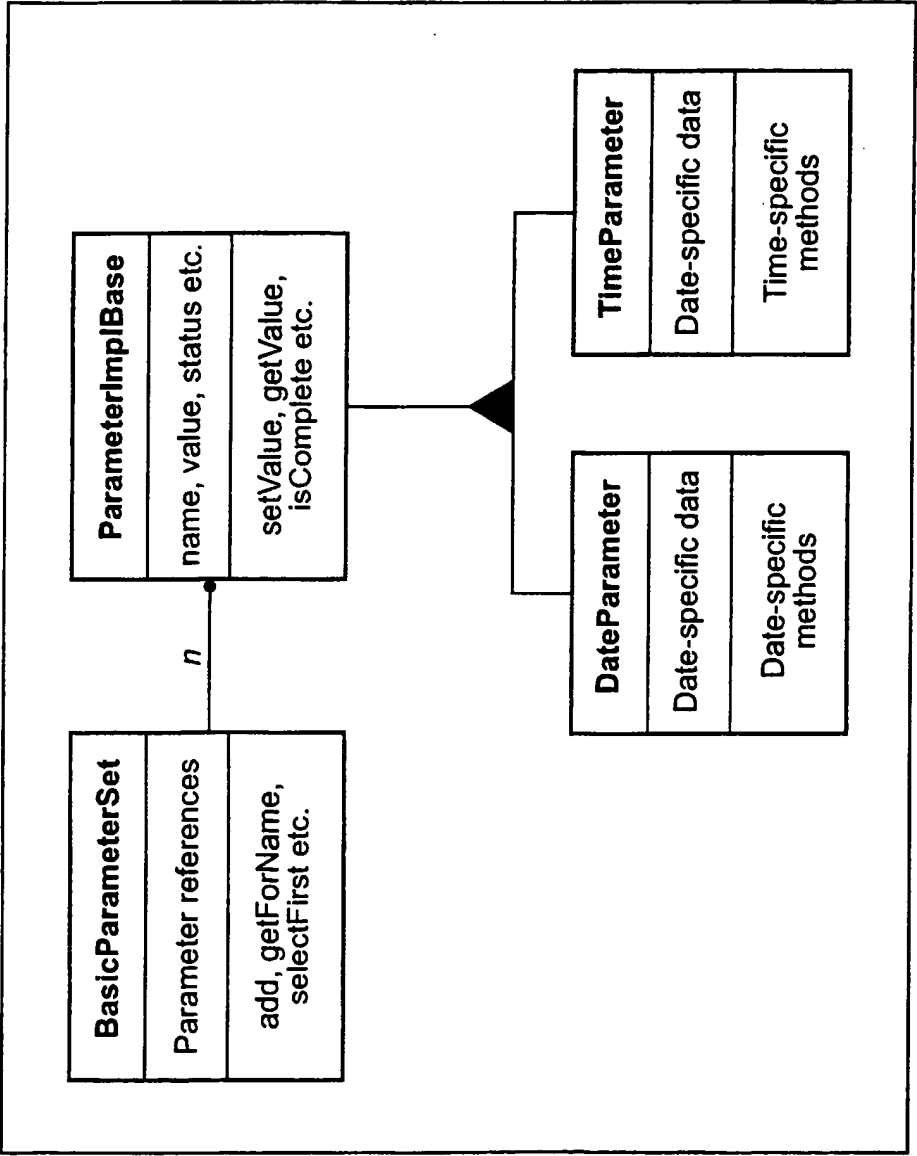 BasicParameterSet
Parameter references
add, getForName,
selectFirst etc.
n
ParameterImplBase
name, value, status etc.
setValue, getValue,
isComplete etc.
DateParameter
Date-specific data
Date-specific
methods
TimeParameter
Date-specific data
Time-specific
methods